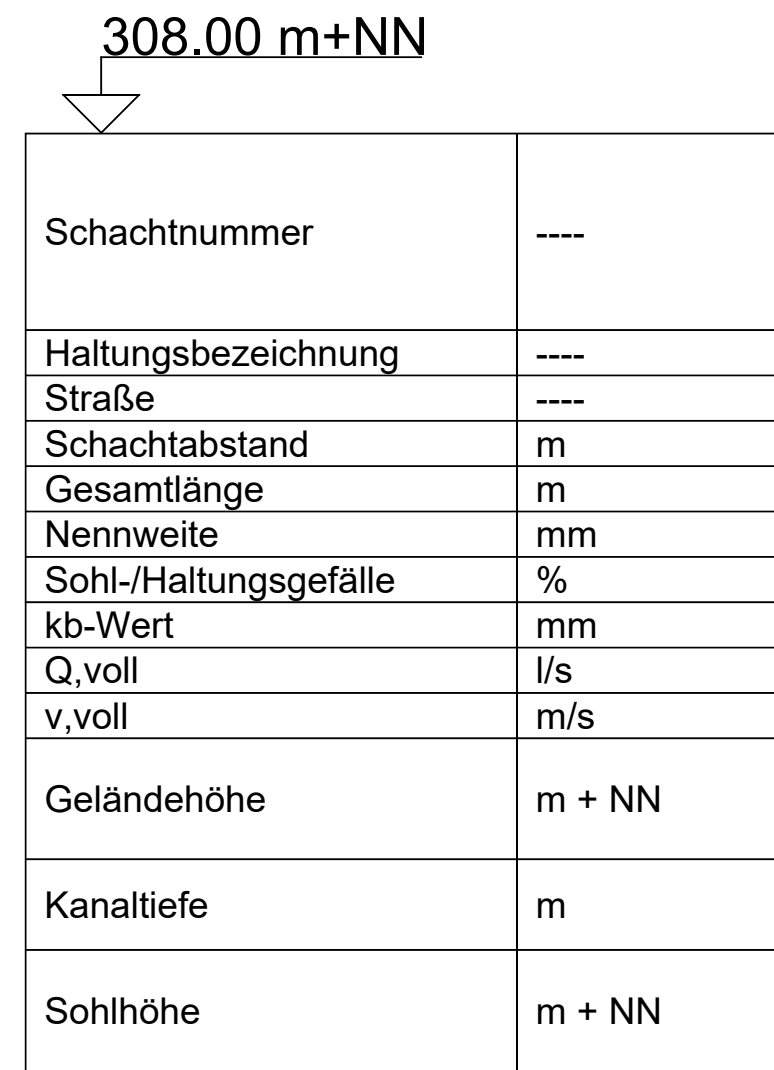 308.00 m+NN
Schachtnummer ----
Haltungsbezeichnung ----
Straße ----
Schachtabstand m
Gesamtlänge m
Nennweite mm
Sohl-/Haltungsgefälle %
kb-Wert mm
Q,voll l/s
v,voll m/s
Geländehöhe m + NN
Kanaltiefe m
Sohlhöhe m + NN